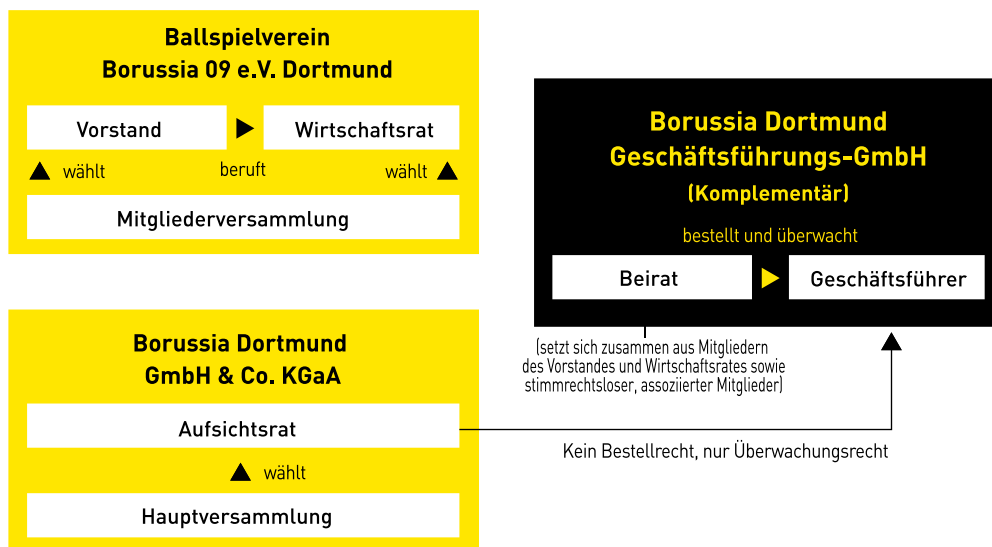 Ballspielverein
Borussia 09 e.V. Dortmund
Vorstand
Wirtschaftsrat
wählt
beruft
wählt
Mitgliederversammlung
Borussia Dortmund
Geschäftsführungs-GmbH
(Komplementär)
bestellt und überwacht
Beirat
Geschäftsführer
(setzt sich zusammen aus Mitgliedern
des Vorstandes und Wirtschaftsrates sowie
stimmrechtsloser, assoziierter Mitglieder)
Borussia Dortmund
GmbH & Co. KGaA
Aufsichtsrat
Kein Bestellrecht, nur Überwachungsrecht
wählt
Hauptversammlung